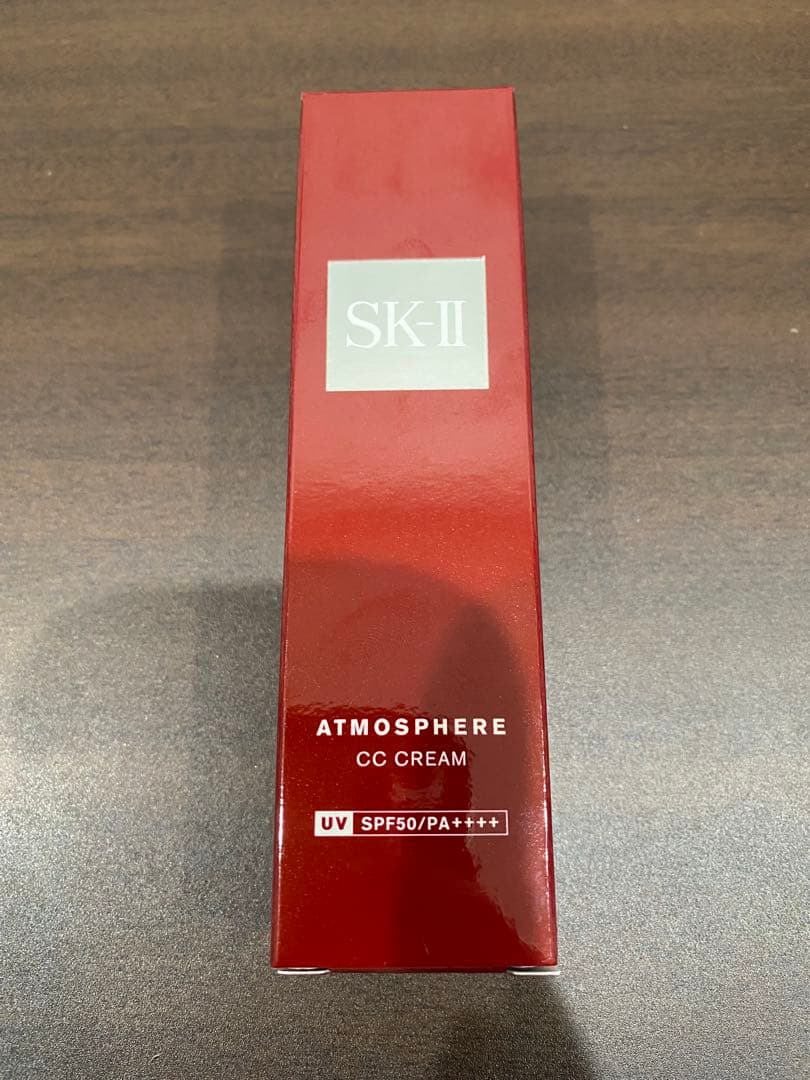 SK-II
ATMOSPHERE
CC CREAM
UV SPF50/PA++++